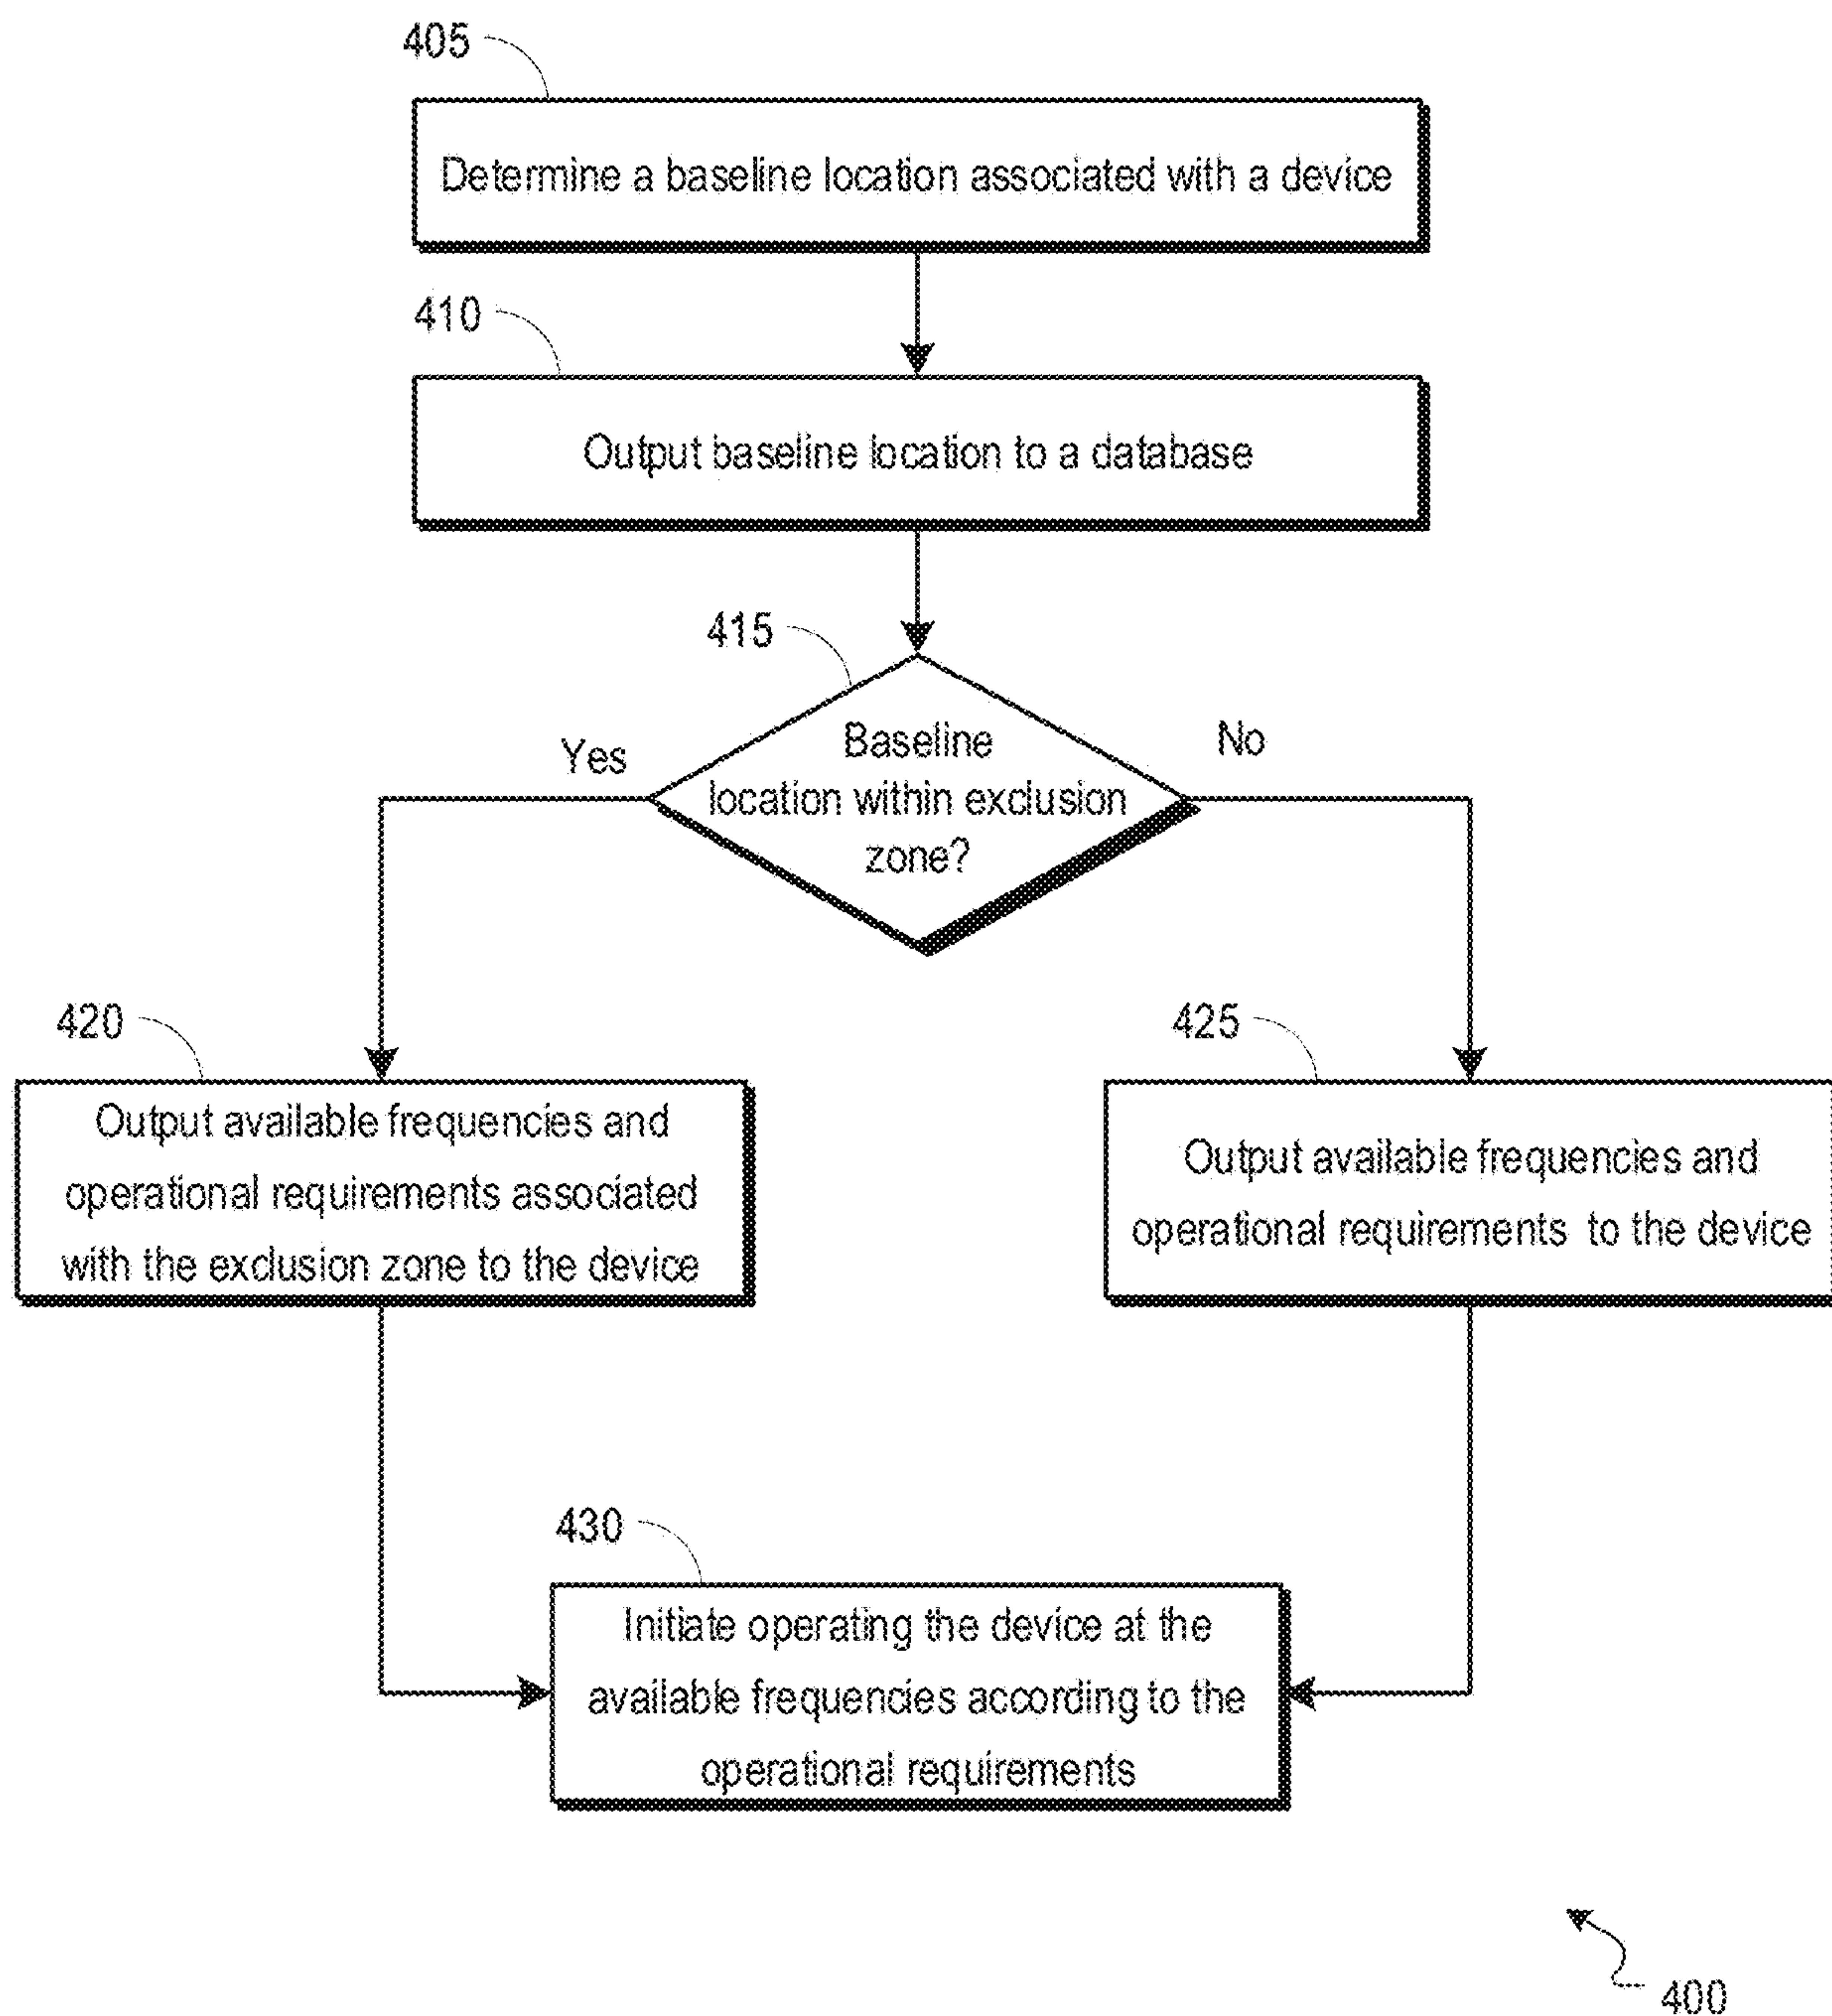 405
Determine a baseline location associated with a device
410
Output baseline location to a database
415
Baseline
location within exclusion
zone?
Yes
No
420
Output available frequencies and
operational requirements associated
with the exclusion zone to the device
425
Output available frequencies and
operational requirements to the device
430
Initiate operating the device at the
available frequencies according to the
operational requirements
400